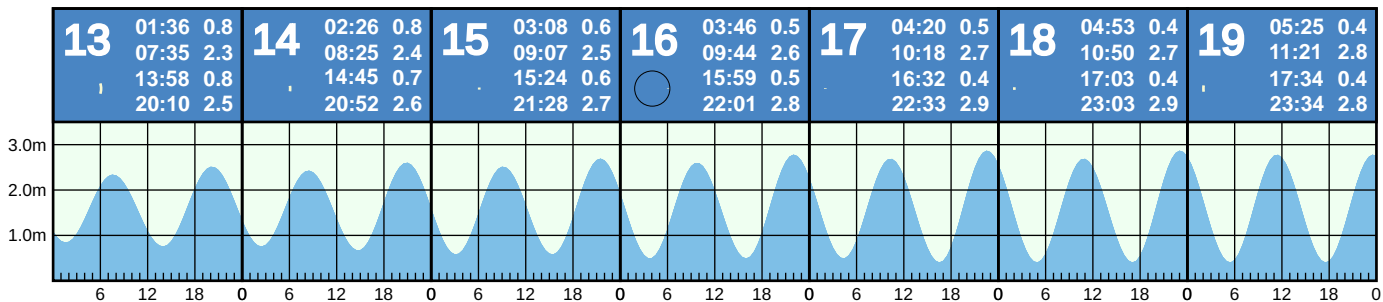 13 01:36 0.8 14 02:26 0.8 15 03:08 0.6 16 03:46 0.5 17 04:20 0.5 18 04:53 0.4 19 05:25 0.4
07:35 2.3 08:25 2.4 09:07 2.5 09:44 2.6 10:18 2.7 10:50 2.7 11:21 2.8
13:58 0.8 14:45 0.7 15:24 0.6 15:59 0.5 16:32 0.4 17:03 0.4 17:34 0.4
20:10 2.5 20:52 2.6 21:28 2.7 22:01 2.8 22:33 2.9 23:03 2.9 23:34 2.8
3.0m
2.0m
1.0m
6 12 18 0 6 12 18 0 6 12 18 0 6 12 18 0 6 12 18 0 6 12 18 0 6 12 18 0